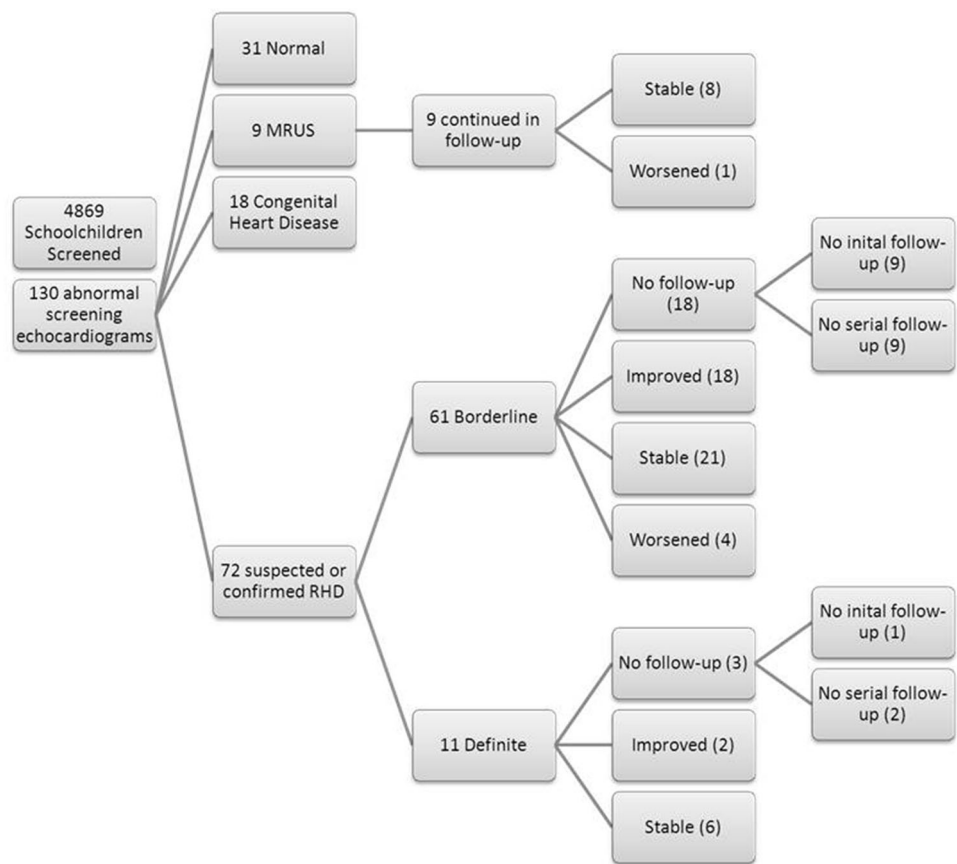 4869
Schoolchildren
Screened
130 abnormal
screening
echocardiograms
31 Normal
9 MRUS
18 Congenital
Heart Disease
72 suspected or
confirmed RHD
9 continued in
follow-up
Stable (8)
Worsened (1)
61 Borderline
No follow-up
(18)
No inital follow-
up (9)
No serial follow-
up (9)
Improved (18)
Stable (21)
Worsened (4)
11 Definite
No follow-up (3)
No inital follow-
up (1)
No serial follow-
up (2)
Improved (2)
Stable (6)